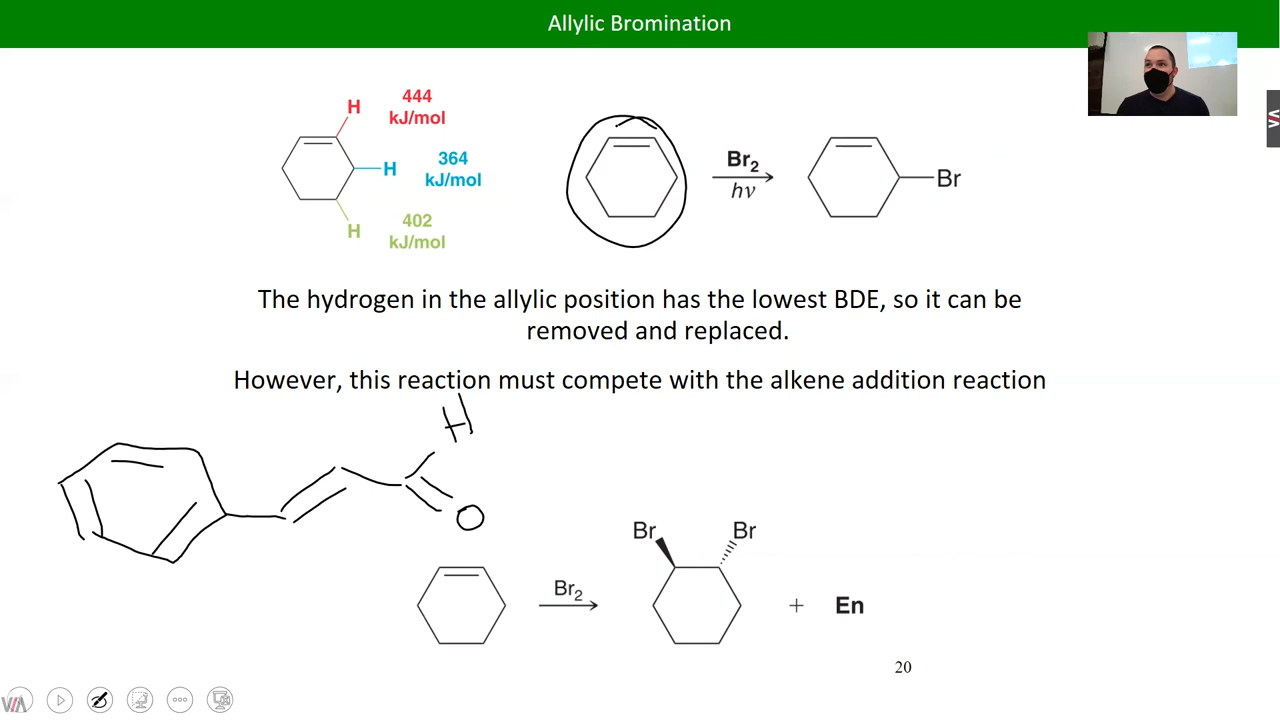 Allylic Bromination
H
444
kJ/mol
H
364
kJ/mol
H
402
kJ/mol
Br2
hν
Br
The hydrogen in the allylic position has the lowest BDE, so it can be
removed and replaced.
However, this reaction must compete with the alkene addition reaction
H
O
Br2
Br
Br
+ En
20
VIA
VIA